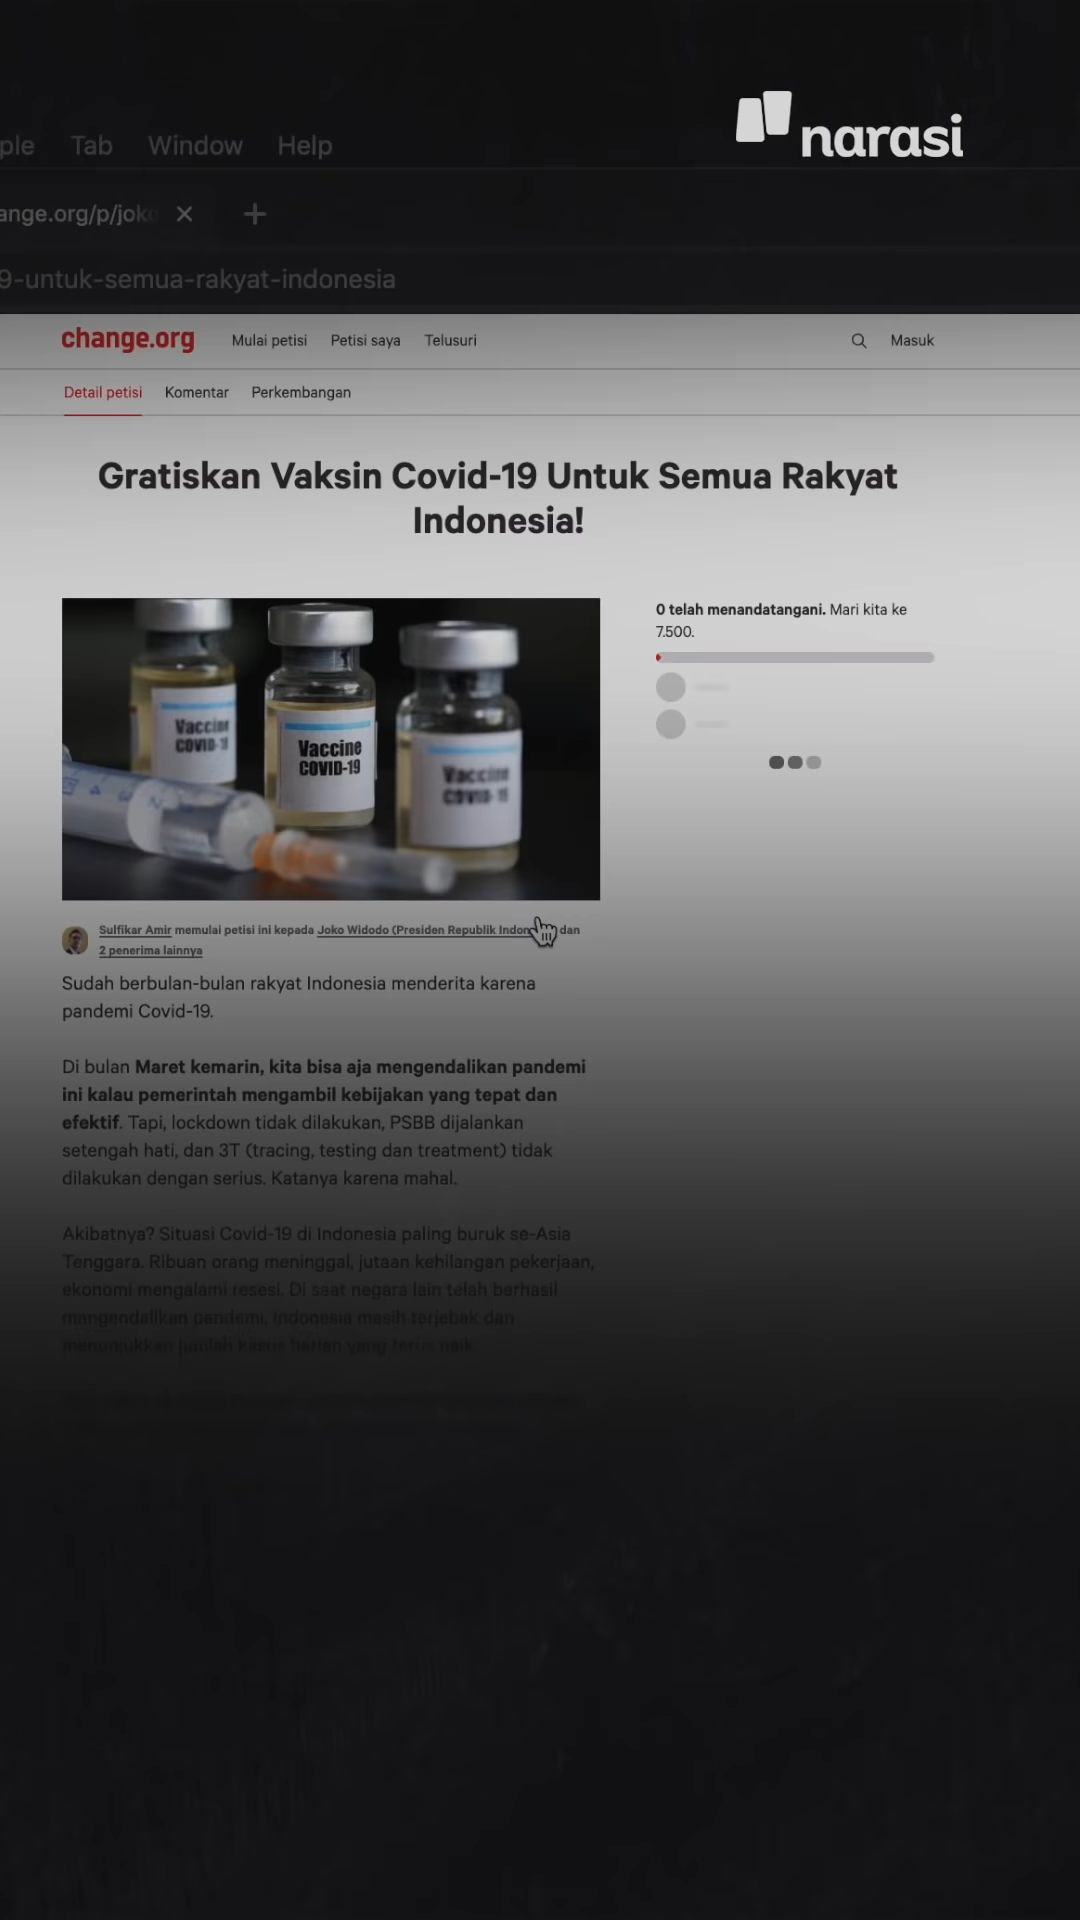 narasi
ple Tab Window Help
ange.org/p/joko
9-untuk-semua-rakyat-indonesia
change.org Mulai petisi Petisi saya Telusuri Masuk
Detail petisi Komentar Perkembangan
Gratiskan Vaksin Covid-19 Untuk Semua Rakyat
Indonesia!
0 telah menandatangani. Mari kita ke
7.500.
Vaccine
COVID-19
Vaccine
COVID-19
Vaccine
COVID-19
Sulfikar Amir memulai petisi ini kepada Joko Widodo (Presiden Republik Indon dan
2 penerima lainnya
Sudah berbulan-bulan rakyat Indonesia menderita karena
pandemi Covid-19.
Di bulan Maret kemarin, kita bisa aja mengendalikan pandemi
ini kalau pemerintah mengambil kebijakan yang tepat dan
efektif. Tapi, lockdown tidak dilakukan, PSBB dijalankan
setengah hati, dan 3T (tracing, testing dan treatment) tidak
dilakukan dengan serius. Katanya karena mahal.
Akibatnya? Situasi Covid-19 di Indonesia paling buruk se-Asia
Tenggara. Ribuan orang meninggal, jutaan kehilangan pekerjaan,
ekonomi mengalami resesi. Di saat negara lain telah berhasil
mengendalikan pandemi, Indonesia masih terjebak dan
menunjukkan jumlah kasus harian yang terus naik.